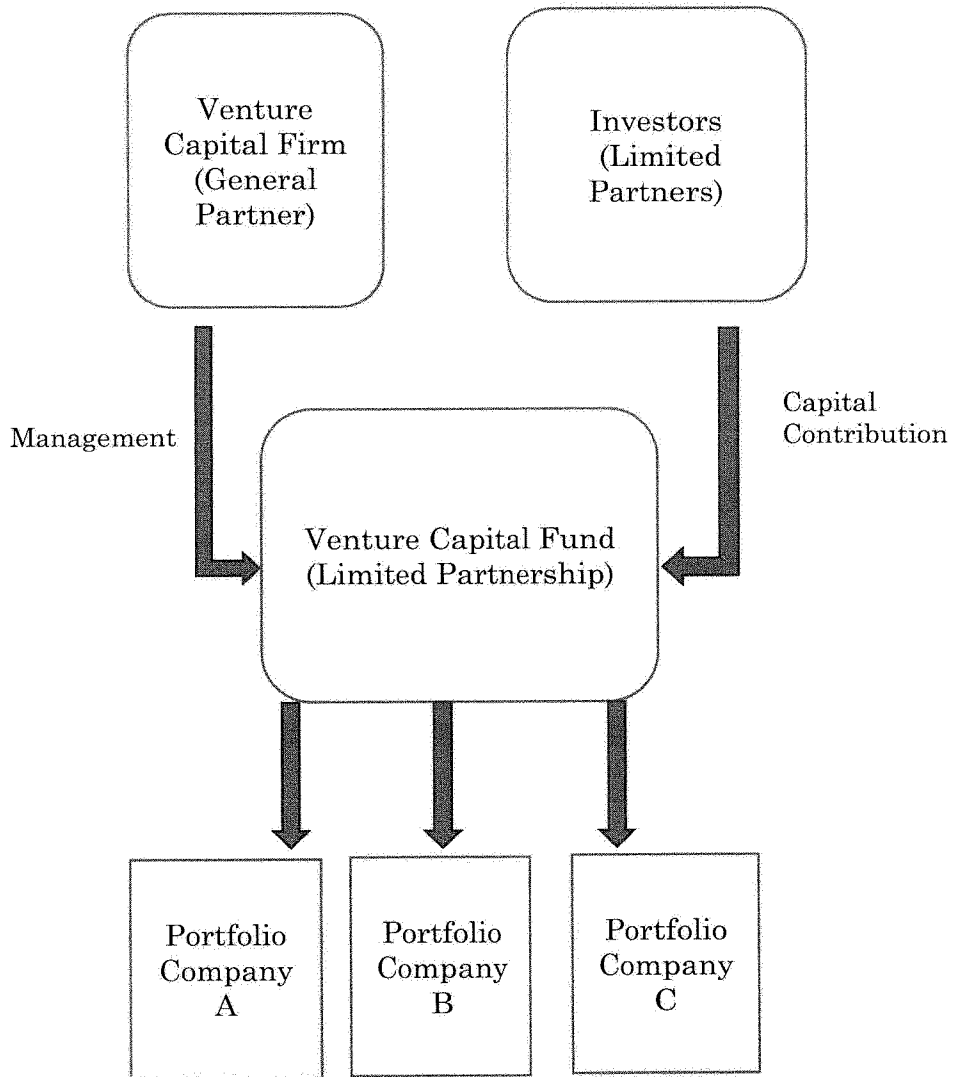 Venture
Capital Firm
(General
Partner)
Investors
(Limited
Partners)
Management
Capital
Contribution
Venture Capital Fund
(Limited Partnership)
Portfolio
Company
A
Portfolio
Company
B
Portfolio
Company
C